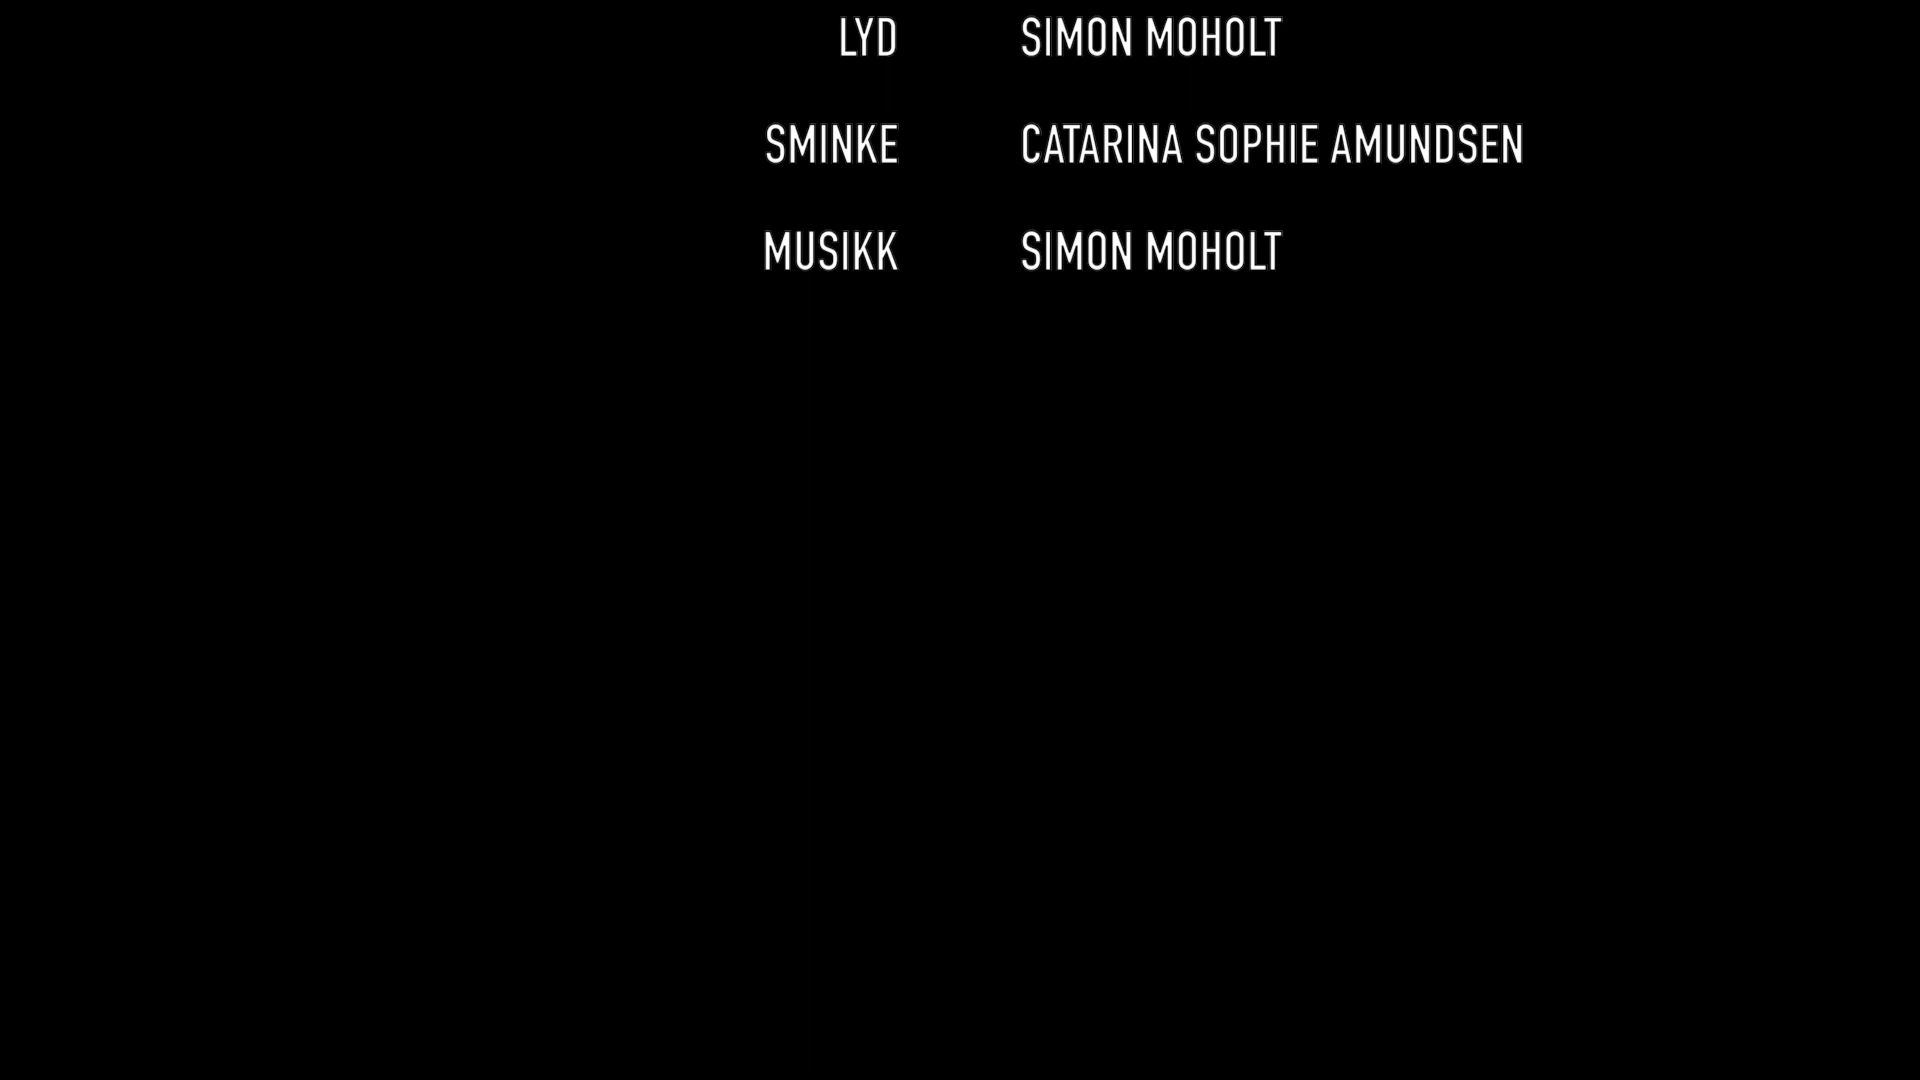 LYD SIMON MOHOLT
SMINKE CATARINA SOPHIE AMUNDSEN
MUSIKK SIMON MOHOLT